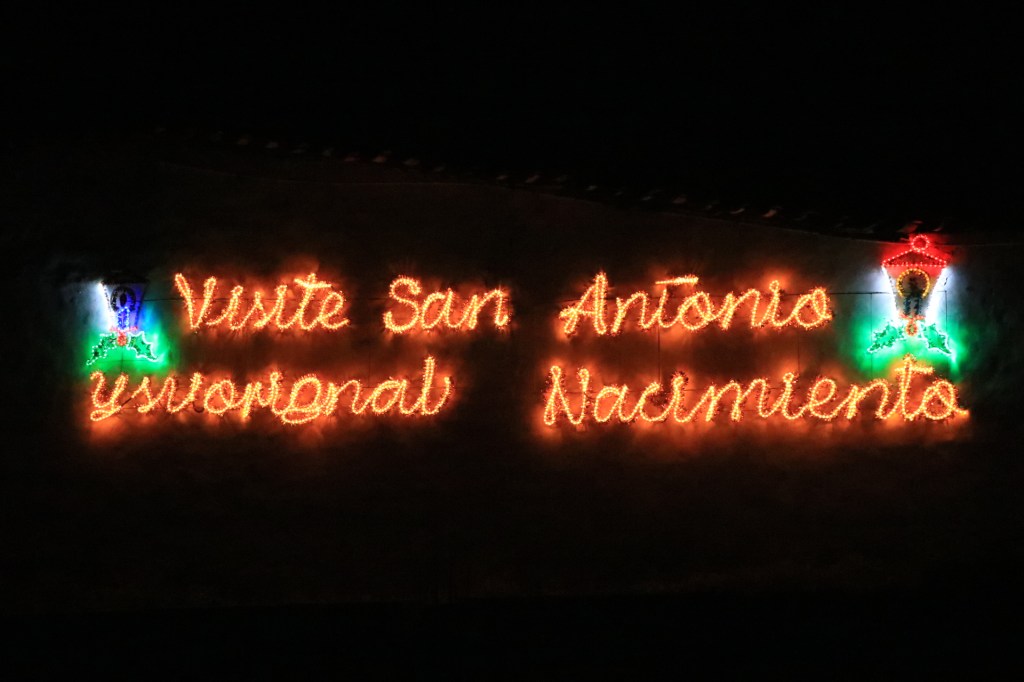 Visite San Antonio
y su original Nacimiento